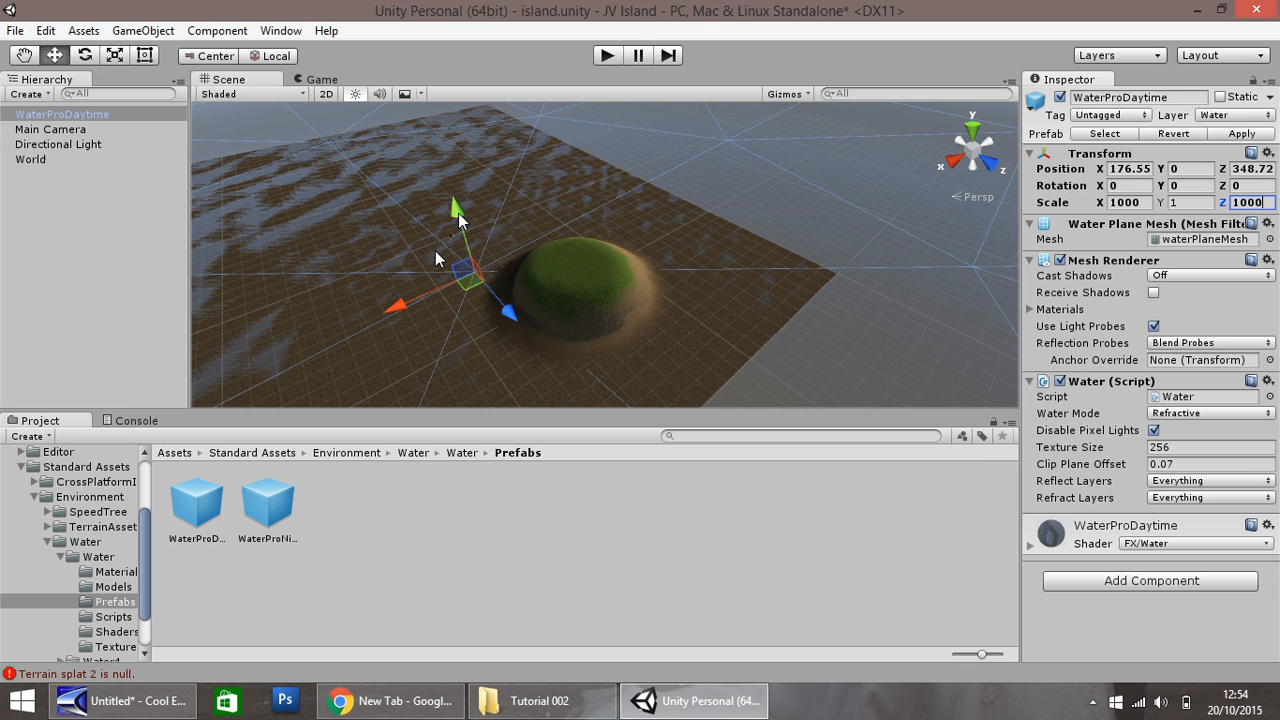 Unity Personal (64bit) - island.unity - JV Island - PC, Mac & Linux Standalone* <DX11>
File Edit Assets GameObject Component Window Help
Center Local Layers Layout
Hierarchy
Create All
WaterProDaytime
Main Camera
Directional Light
World
Scene Game
Shaded 2D Gizmos All
y
x
z
Persp
Inspector
WaterProDaytime Static
Tag Untagged Layer Water
Prefab Select Revert Apply
Transform
Position X 176.55 Y 0 Z 348.72
Rotation X 0 Y 0 Z 0
Scale X 1000 Y 1 Z 1000
Water Plane Mesh (Mesh Filte
Mesh waterPlaneMesh
Mesh Renderer
Cast Shadows Off
Receive Shadows
Materials
Use Light Probes
Reflection Probes Blend Probes
Anchor Override None (Transform)
Water (Script)
Script Water
Water Mode Refractive
Disable Pixel Lights
Texture Size 256
Clip Plane Offset 0.07
Reflect Layers Everything
Refract Layers Everything
WaterProDaytime
Shader FX/Water
Add Component
Project Console
Create
Editor
Standard Assets
CrossPlatformI
Environment
SpeedTree
TerrainAsset
Water
Water
Material
Models
Prefabs
Scripts
Shaders
Texture
Water4
Assets Standard Assets Environment Water Water Prefabs
WaterProD... WaterProNi...
Terrain splat 2 is null.
Untitled* - Cool E...
Ps
New Tab - Googl...
Tutorial 002
Unity Personal (64...
12:54
20/10/2015